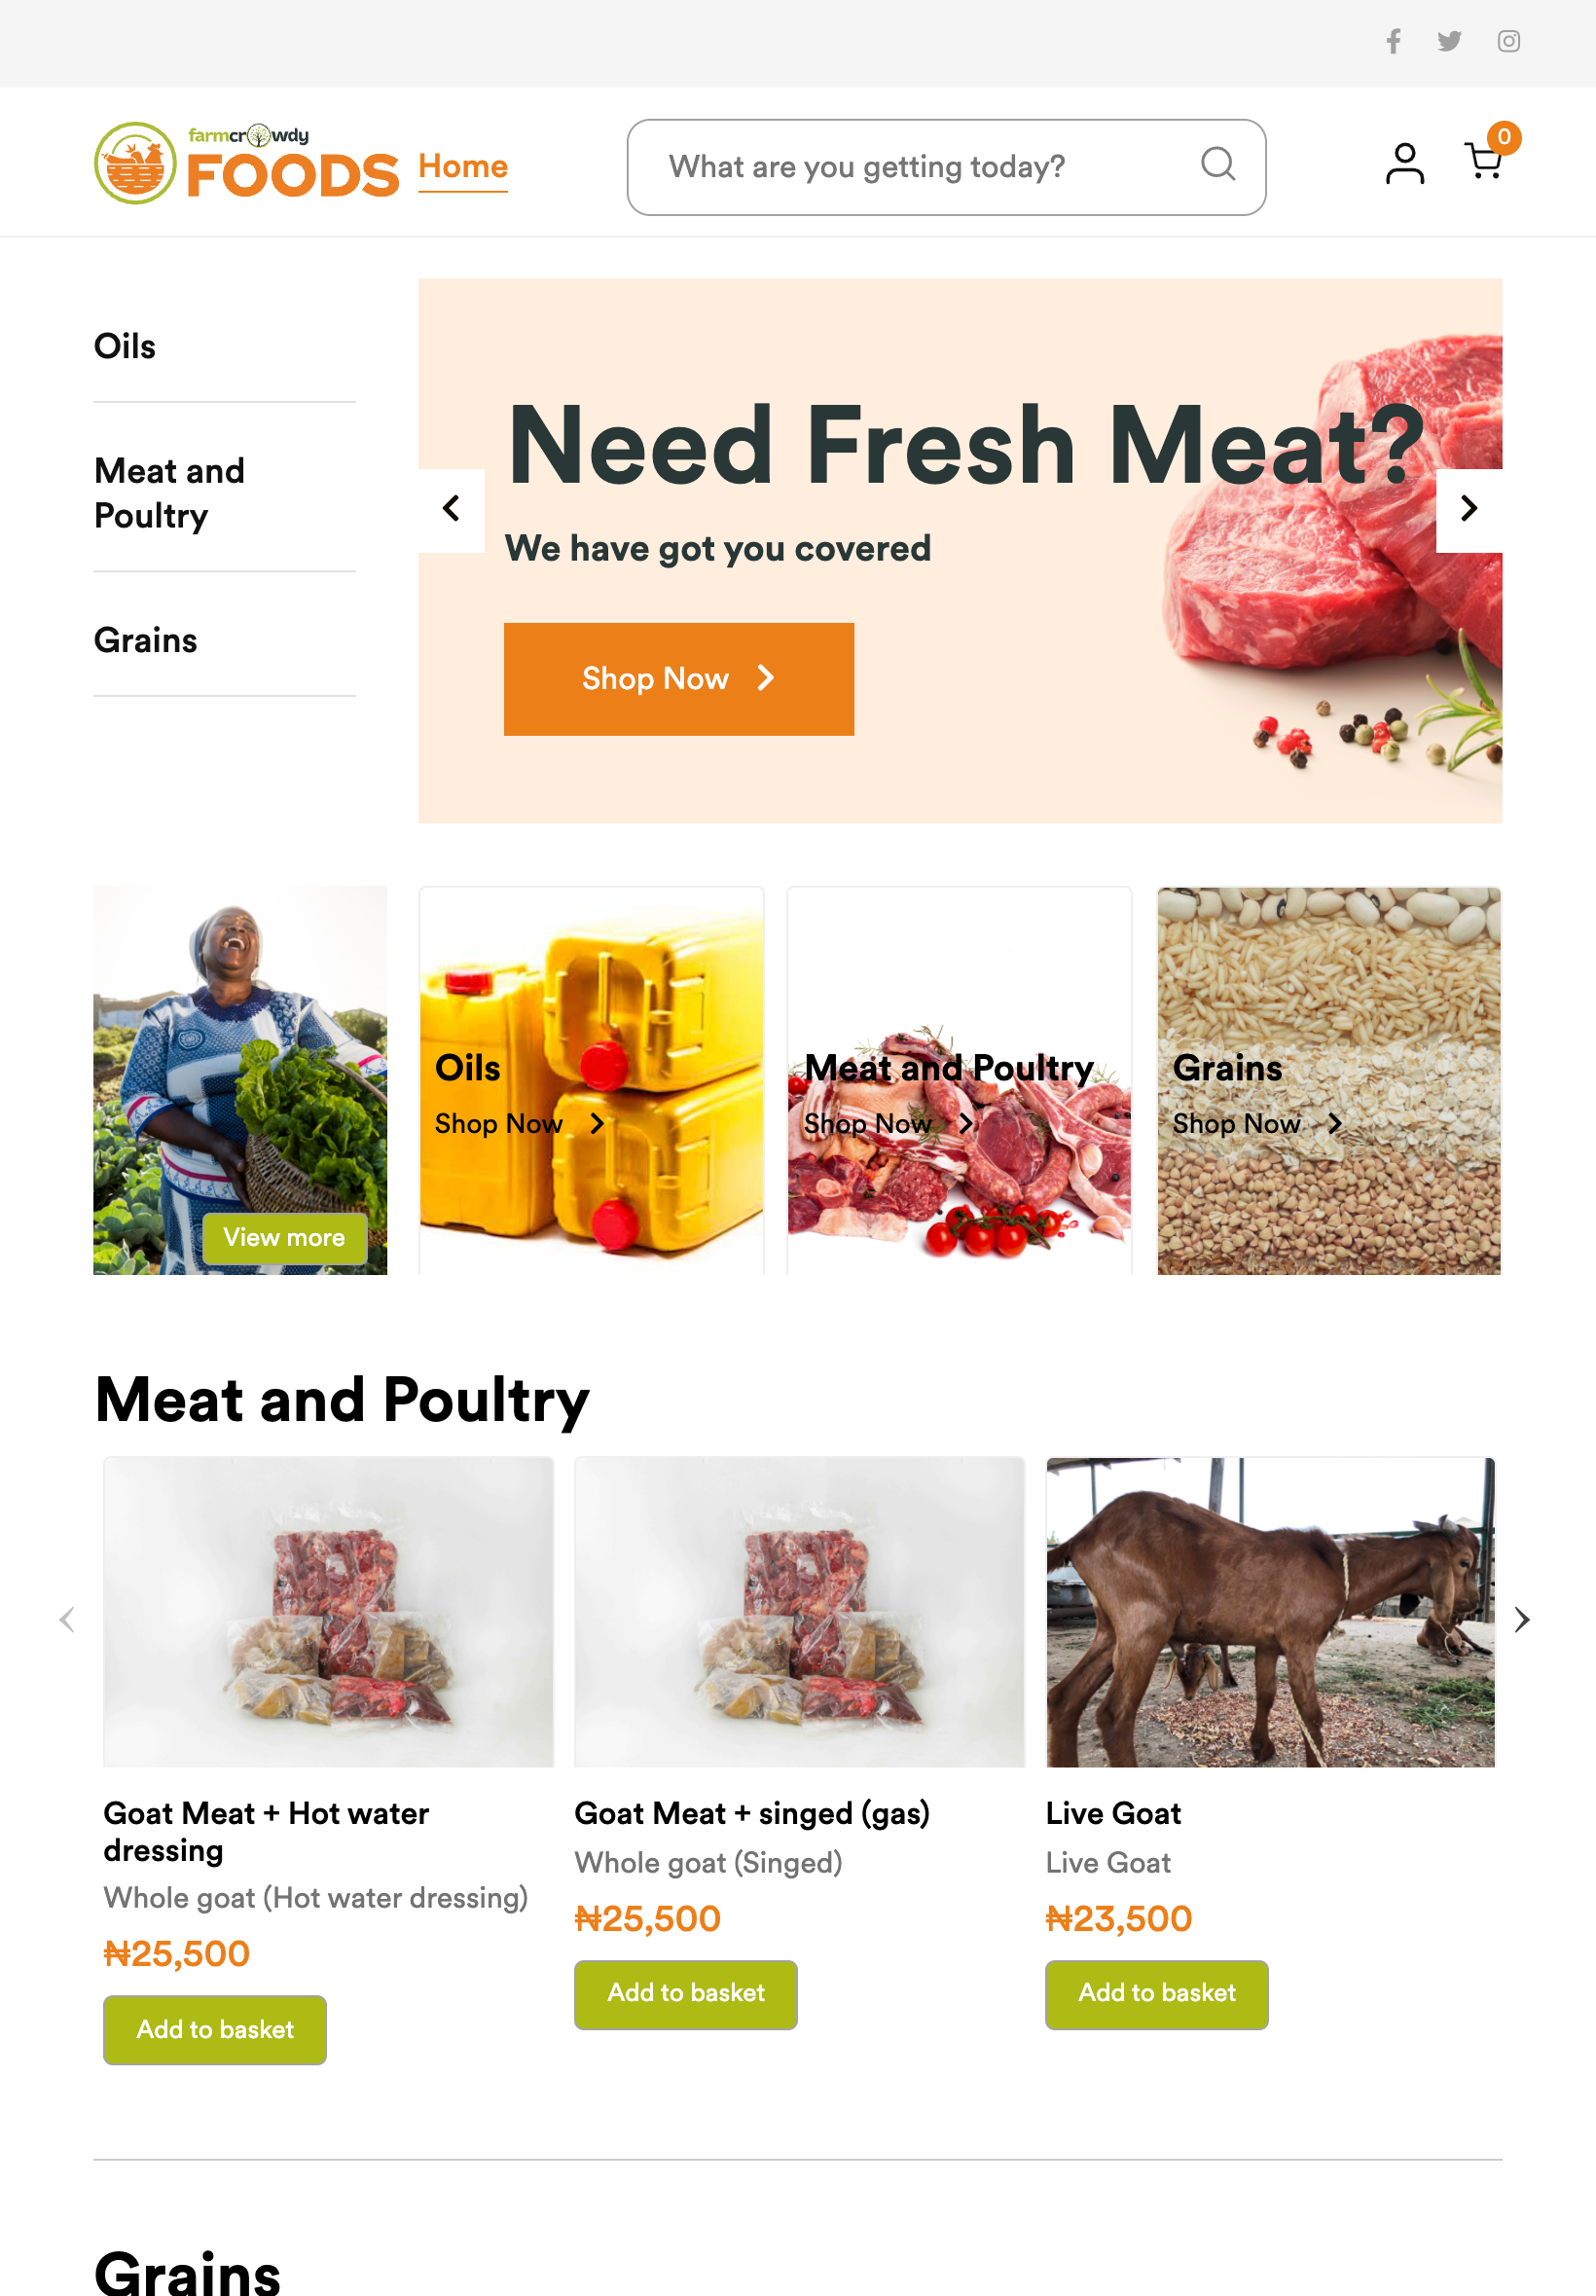 farmcrowdy
FOODS
Home
What are you getting today?
0
Oils
Meat and
Poultry
Grains
Need Fresh Meat?
We have got you covered
Shop Now
View more
Oils
Shop Now
Meat and Poultry
Shop Now
Grains
Shop Now
Meat and Poultry
Goat Meat + Hot water
dressing
Whole goat (Hot water dressing)
₦25,500
Add to basket
Goat Meat + singed (gas)
Whole goat (Singed)
₦25,500
Add to basket
Live Goat
Live Goat
₦23,500
Add to basket
Grains